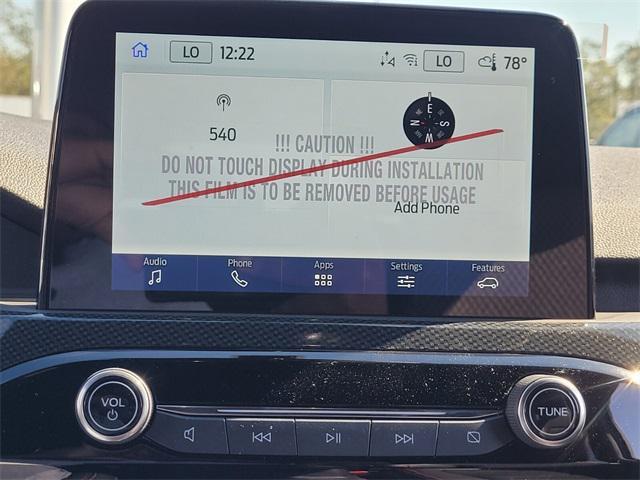 LO 12:22 LO 78°
E
N S
W
540
!!! CAUTION !!!
DO NOT TOUCH DISPLAY DURING INSTALLATION
THIS FILM IS TO BE REMOVED BEFORE USAGE
Add Phone
Audio Phone Apps Settings Features
VOL
TUNE